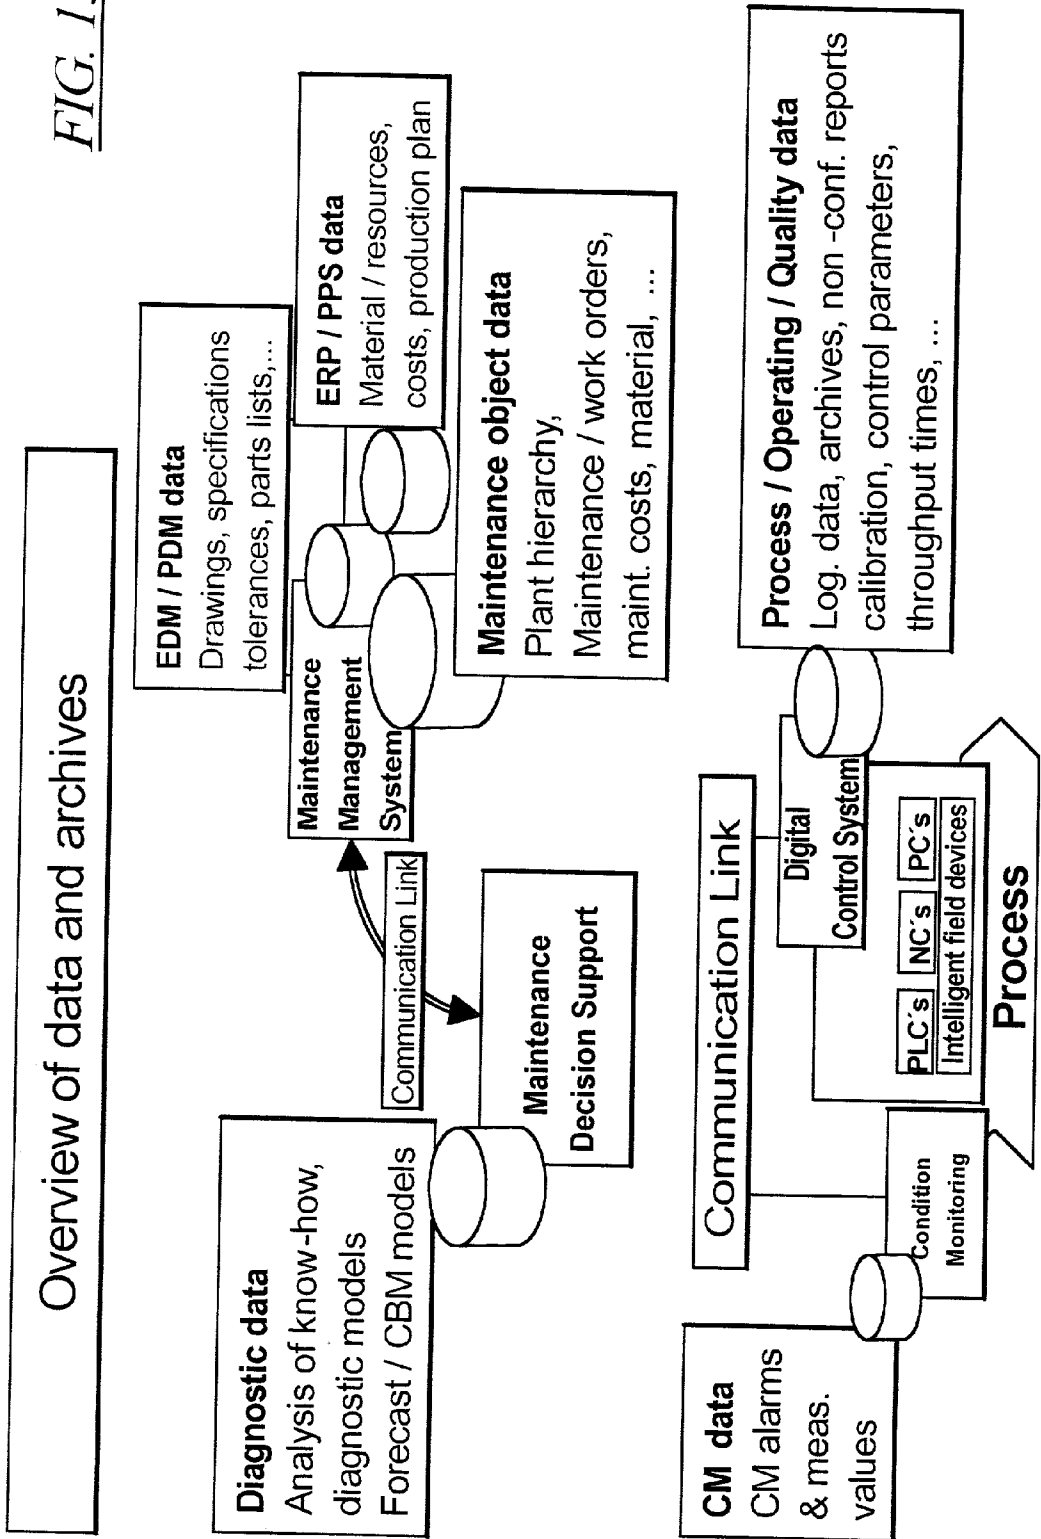 FIG.
Overview of data and archives
EDM / PDM data
Drawings, specifications
tolerances, parts lists,...
ERP / PPS data
Material / resources,
costs, production plan
Maintenance
Management
System
Maintenance object data
Plant hierarchy,
Maintenance / work orders,
maint. costs, material, ...
Diagnostic data
Analysis of know-how,
diagnostic models
Forecast / CBM models
Communication Link
Maintenance
Decision Support
Communication Link
CM data
CM alarms
& meas.
values
Condition
Monitoring
Digital
Control System
PLC´s NC´s PC´s
Intelligent field devices
Process
Process / Operating / Quality data
Log. data, archives, non -conf. reports
calibration, control parameters,
throughput times, ...